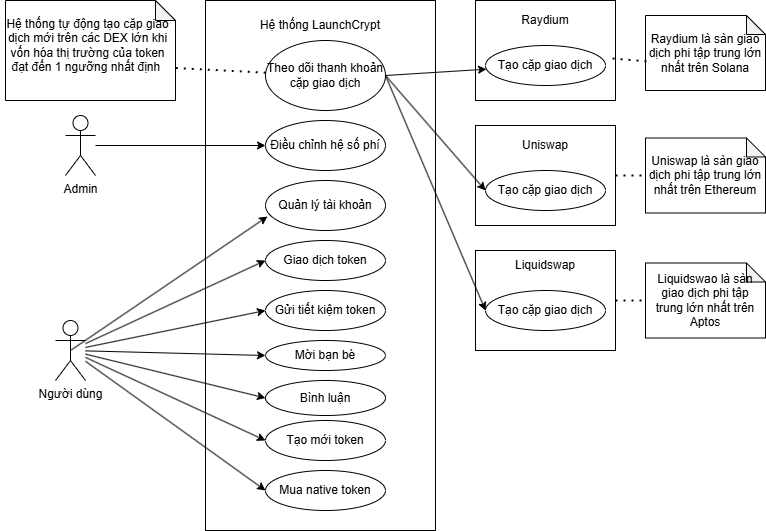 Hệ thống tự động tạo cặp giao
dịch mới trên các DEX lớn khi
vốn hóa thị trường của token
đạt đến 1 ngưỡng nhất định
Hệ thống LaunchCrypt
Theo dõi thanh khoản
cặp giao dịch
Điều chỉnh hệ số phí
Quản lý tài khoản
Giao dịch token
Gửi tiết kiệm token
Mời bạn bè
Bình luận
Tạo mới token
Mua native token
Admin
Người dùng
Raydium
Tạo cặp giao dịch
Raydium là sàn giao
dịch phi tập trung lớn
nhất trên Solana
Uniswap
Tạo cặp giao dịch
Uniswap là sàn giao
dịch phi tập trung lớn
nhất trên Ethereum
Liquidswap
Tạo cặp giao dịch
Liquidswao là sàn
giao dịch phi tập
trung lớn nhất trên
Aptos